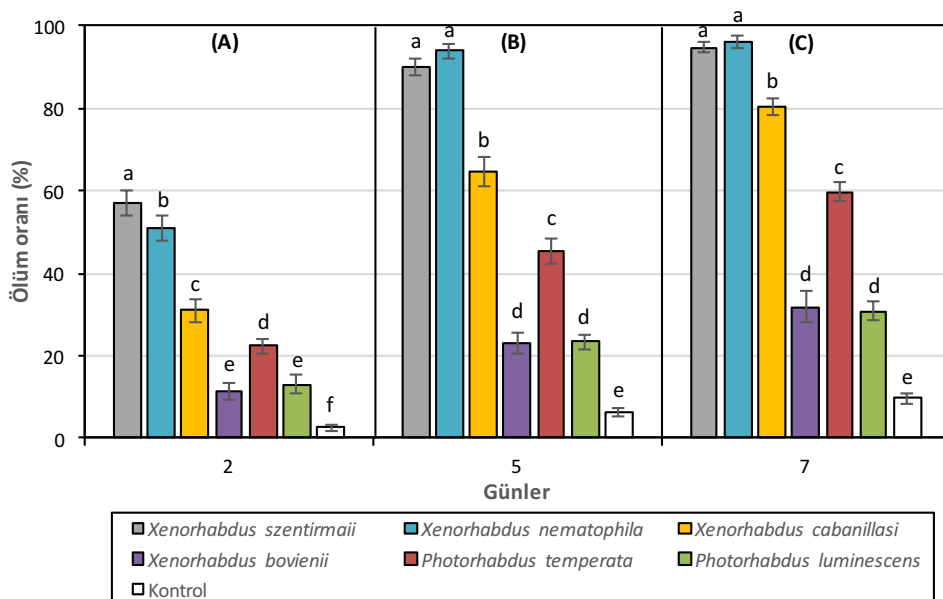 100
(A)
a
a
(B)
a
a
(C)
80
b
60
a
b
b
c
40
c
c
20
d
e
e
f
d
d
e
d
d
e
0
2
5
7
Ölüm oranı (%)
Günler
Xenorhabdus szentirmaii
Xenorhabdus nematophila
Xenorhabdus cabanillasi
Xenorhabdus bovienii
Photorhabdus temperata
Photorhabdus luminescens
Kontrol